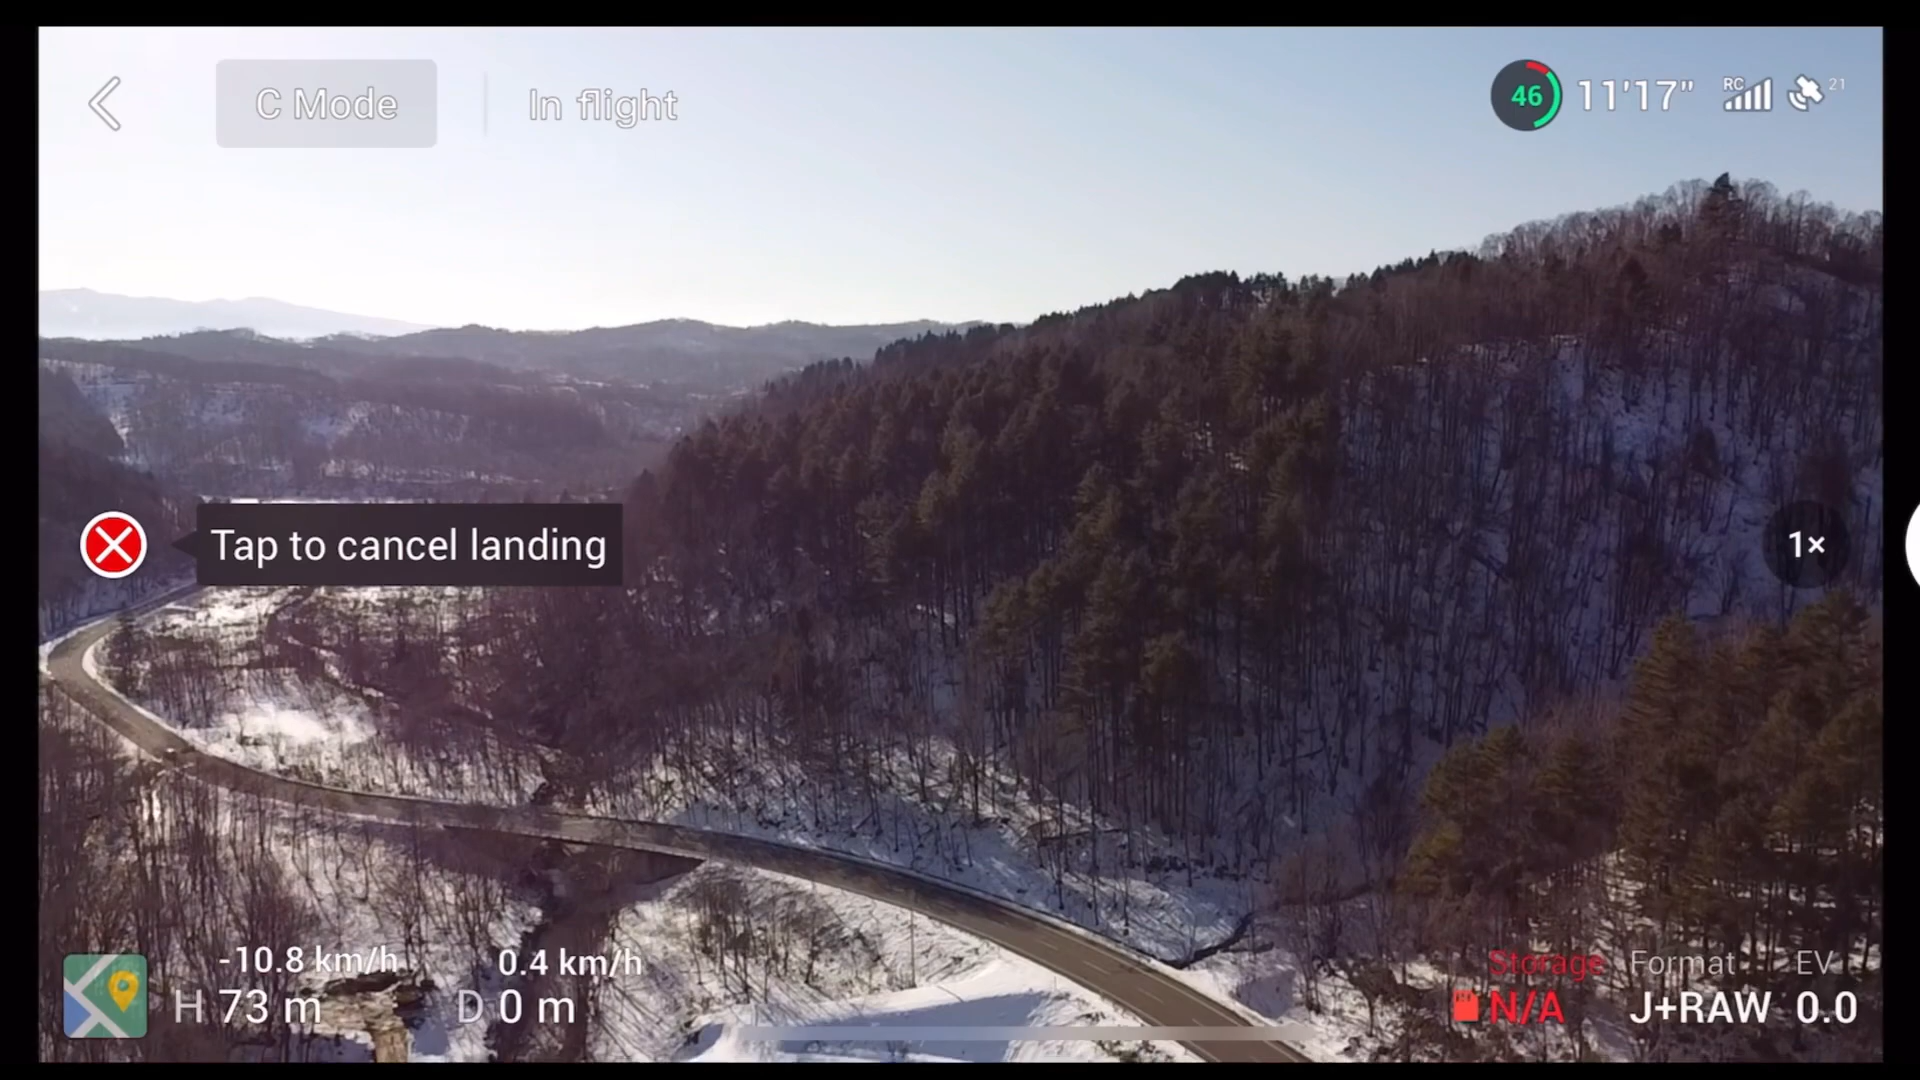 C Mode
In flight
46
11'17"
RC
21
Tap to cancel landing
1×
-10.8 km/h
0.4 km/h
H 73 m
D 0 m
Storage
Format
EV
N/A
J+RAW
0.0